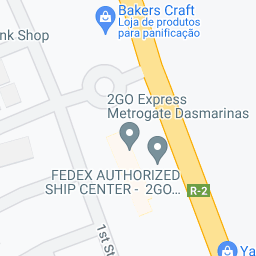 Bakers Craft
Loja de produtos
para panificação
nk Shop
2GO Express
Metrogate Dasmarinas
FEDEX AUTHORIZED
SHIP CENTER - 2GO...
R-2
1st St
Ya